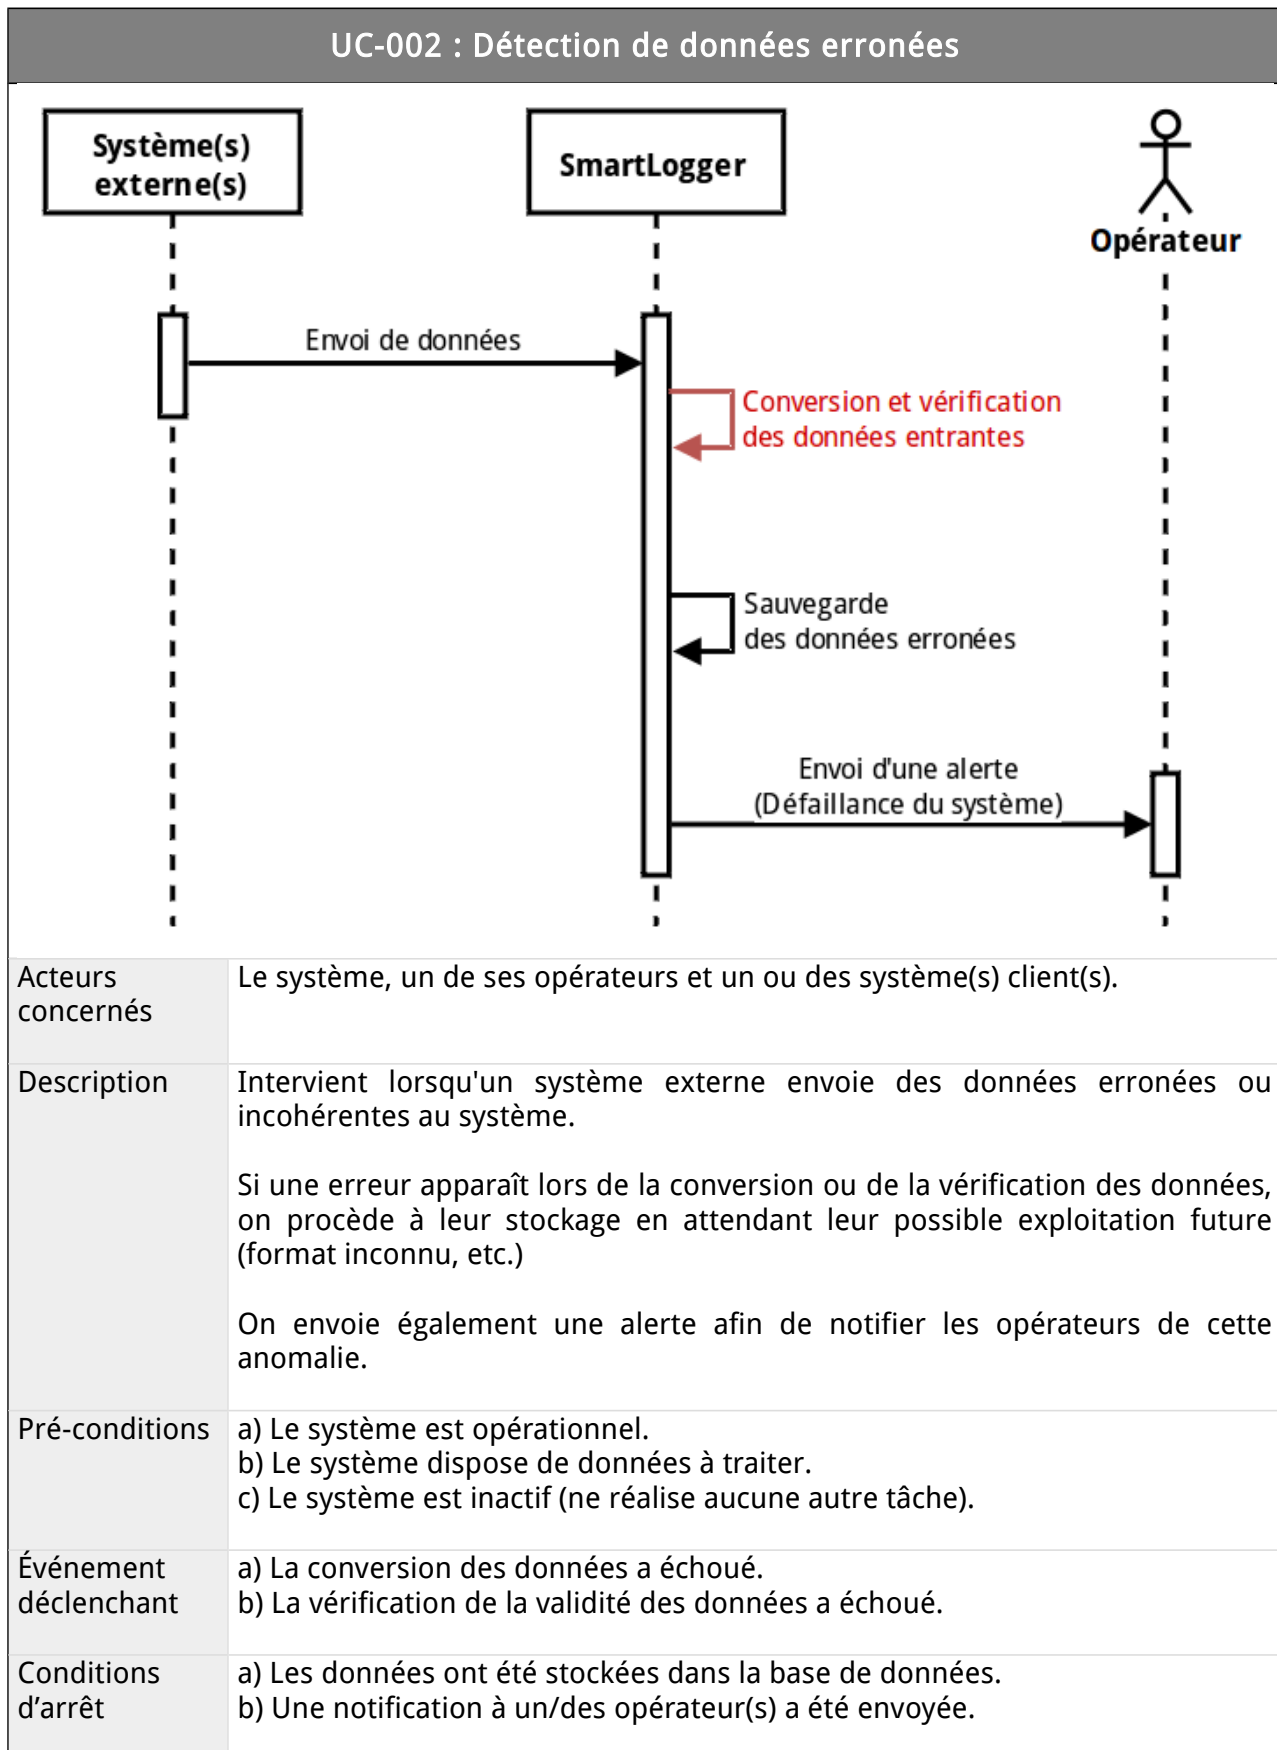 UC-002 : Détection de données erronées
Système(s)
externe(s)
SmartLogger
Opérateur
Envoi de données
Conversion et vérification
des données entrantes
Sauvegarde
des données erronées
Envoi d'une alerte
(Défaillance du système)
Acteurs
concernés
Le système, un de ses opérateurs et un ou des système(s) client(s).
Description
Intervient lorsqu'un système externe envoie des données erronées ou
incohérentes au système.
Si une erreur apparaît lors de la conversion ou de la vérification des données,
on procède à leur stockage en attendant leur possible exploitation future
(format inconnu, etc.)
On envoie également une alerte afin de notifier les opérateurs de cette
anomalie.
Pré-conditions
a) Le système est opérationnel.
b) Le système dispose de données à traiter.
c) Le système est inactif (ne réalise aucune autre tâche).
Événement
déclenchant
a) La conversion des données a échoué.
b) La vérification de la validité des données a échoué.
Conditions
d’arrêt
a) Les données ont été stockées dans la base de données.
b) Une notification à un/des opérateur(s) a été envoyée.